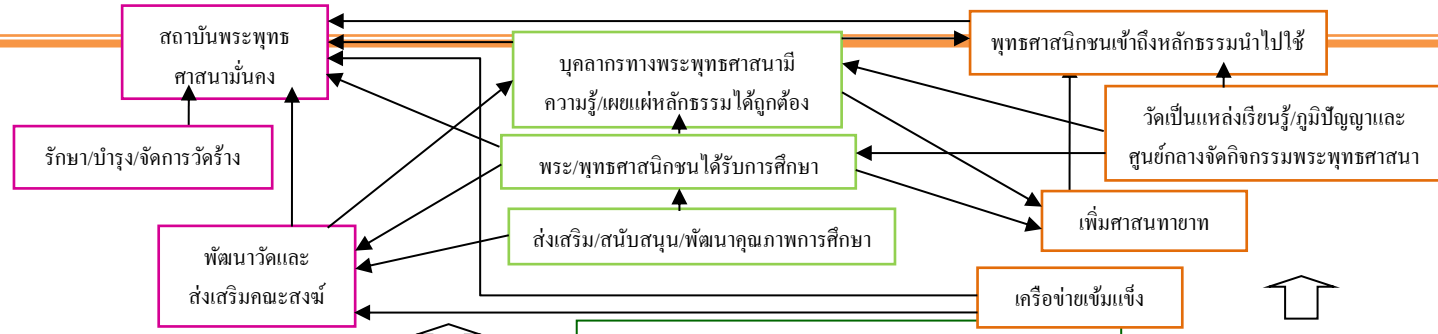 สถาบันพระพุทธ
ศาสนามั่นคง
บุคลากรทางพระพุทธศาสนามี
ความรู้/เผยแผ่หลักธรรมได้ถูกต้อง
พุทธศาสนิกชนเข้าถึงหลักธรรมนำไปใช้
วัดเป็นแหล่งเรียนรู้/ภูมิปัญญาและ
ศูนย์กลางจัดกิจกรรมพระพุทธศาสนา
รักษา/บำรุง/จัดการวัดร้าง
พระ/พุทธศาสนิกชนได้รับการศึกษา
เพิ่มศาสนทายาท
ส่งเสริม/สนับสนุน/พัฒนาคุณภาพการศึกษา
พัฒนาวัดและ
ส่งเสริมคณะสงฆ์
เครือข่ายเข้มแข็ง